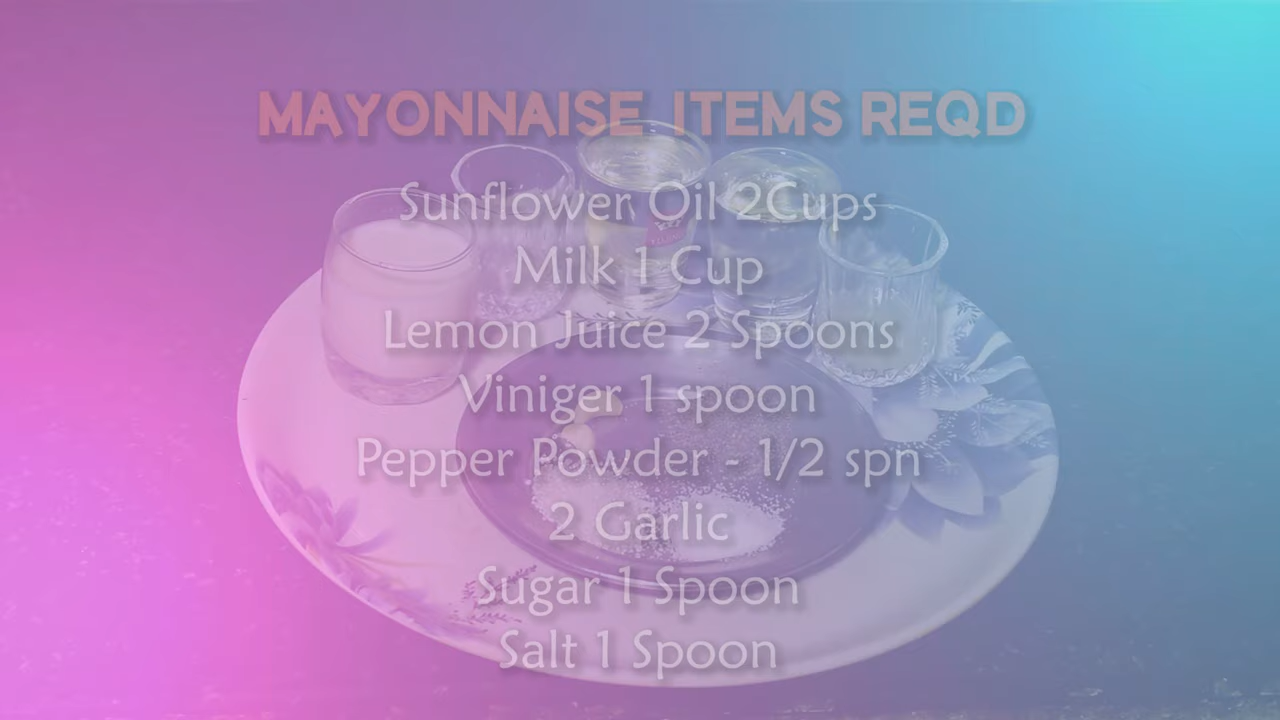 MAYONNAISE ITEMS REQD
Sunflower Oil 2Cups
Milk 1 Cup
Lemon Juice 2 Spoons
Viniger 1 spoon
Pepper Powder - 1/2 spn
2 Garlic
Sugar 1 Spoon
Salt 1 Spoon